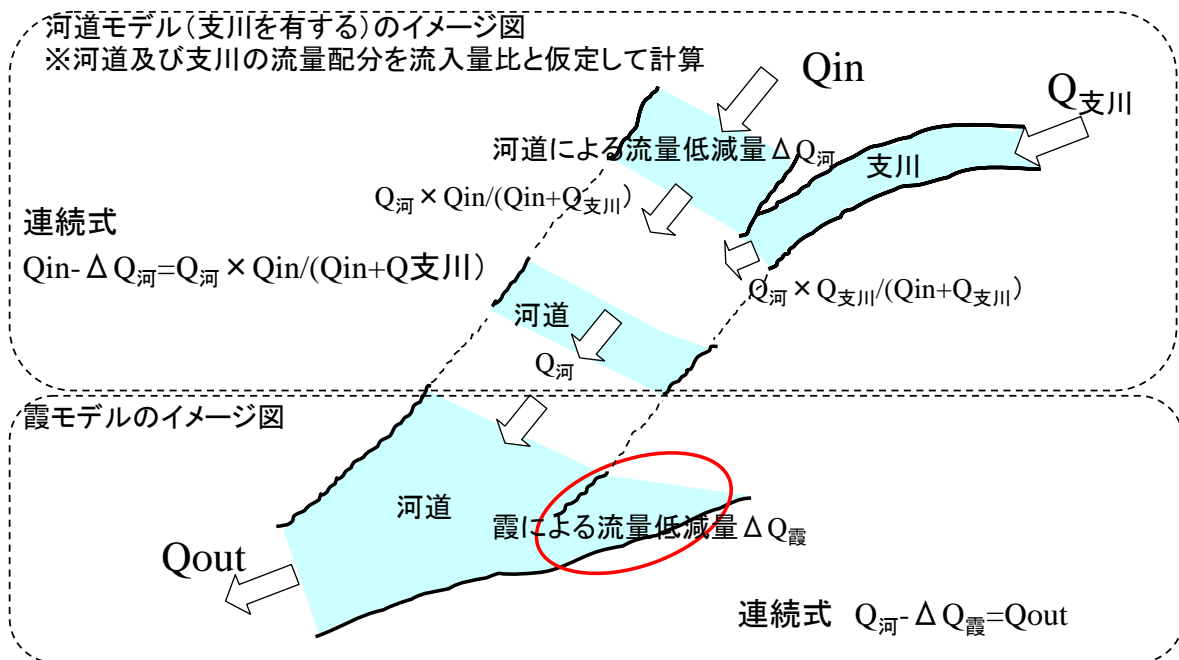 河道モデル（支川を有する）のイメージ図
※河道及び支川の流量配分を流入量比と仮定して計算
Qin
Q支川
河道による流量低減量ΔQ河
支川
Q河×Qin/(Qin+Q支川）
連続式
Qin-ΔQ河=Q河×Qin/(Qin+Q支川）
Q河×Q支川/(Qin+Q支川）
河道
Q河
霞モデルのイメージ図
河道
霞による流量低減量ΔQ霞
Qout
連続式 Q河-ΔQ霞=Qout